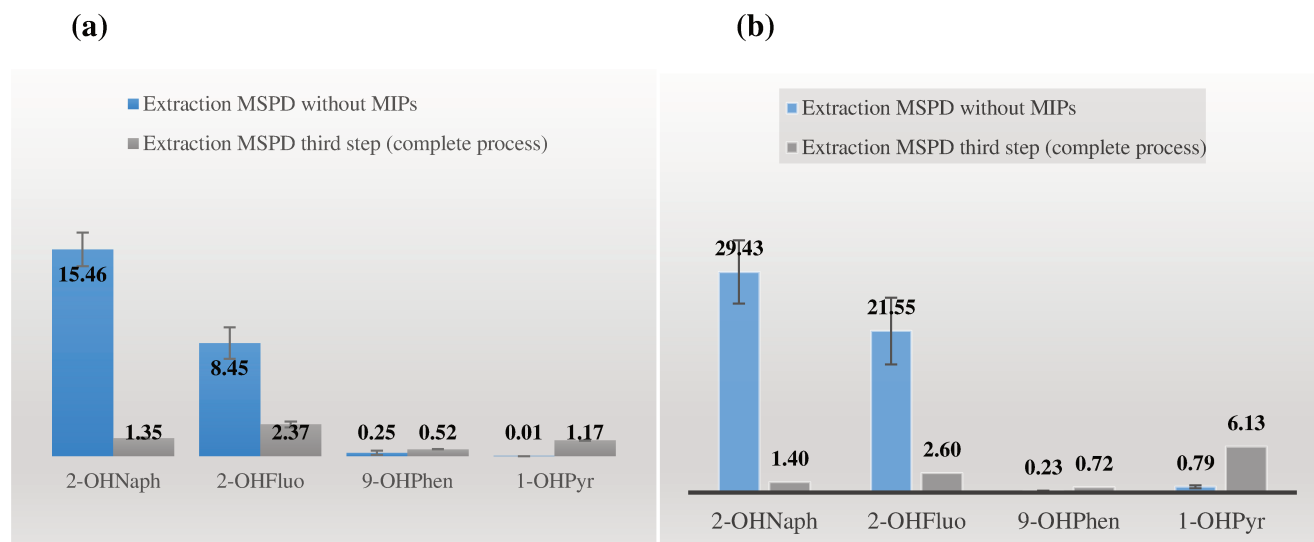 (a)
Extraction MSPD without MIPs
Extraction MSPD third step (complete process)
15.46
1.35
8.45
2.37
0.25
0.52
0.01
1.17
2-OHNaph
2-OHFluo
9-OHPhen
1-OHPyr
(b)
Extraction MSPD without MIPs
Extraction MSPD third step (complete process)
29.43
1.40
21.55
2.60
0.23
0.72
0.79
6.13
2-OHNaph
2-OHFluo
9-OHPhen
1-OHPyr